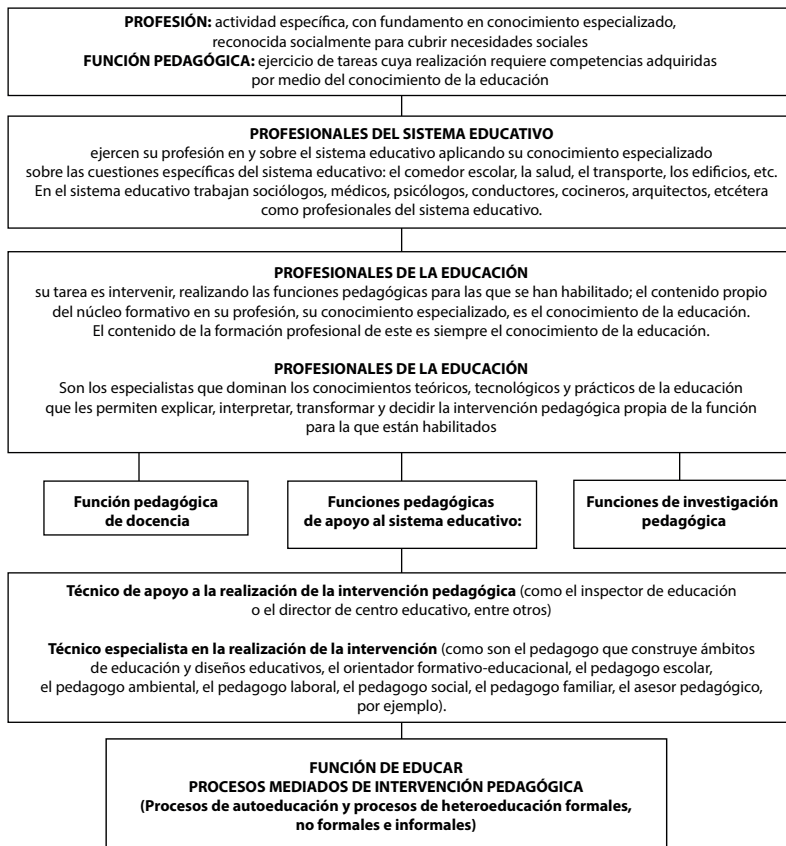 PROFESIÓN: actividad específica, con fundamento en conocimiento especializado,
reconocida socialmente para cubrir necesidades sociales
FUNCIÓN PEDAGÓGICA: ejercicio de tareas cuya realización requiere competencias adquiridas
por medio del conocimiento de la educación
PROFESIONALES DEL SISTEMA EDUCATIVO
ejercen su profesión en y sobre el sistema educativo aplicando su conocimiento especializado
sobre las cuestiones específicas del sistema educativo: el comedor escolar, la salud, el transporte, los edificios, etc.
En el sistema educativo trabajan sociólogos, médicos, psicólogos, conductores, cocineros, arquitectos, etcétera
como profesionales del sistema educativo.
PROFESIONALES DE LA EDUCACIÓN
su tarea es intervenir, realizando las funciones pedagógicas para las que se han habilitado; el contenido propio
del núcleo formativo en su profesión, su conocimiento especializado, es el conocimiento de la educación.
El contenido de la formación profesional de este es siempre el conocimiento de la educación.
PROFESIONALES DE LA EDUCACIÓN
Son los especialistas que dominan los conocimientos teóricos, tecnológicos y prácticos de la educación
que les permiten explicar, interpretar, transformar y decidir la intervención pedagógica propia de la función
para la que están habilitados
Función pedagógica
de docencia
Funciones pedagógicas
de apoyo al sistema educativo:
Funciones de investigación
pedagógica
Técnico de apoyo a la realización de la intervención pedagógica (como el inspector de educación
o el director de centro educativo, entre otros)
Técnico especialista en la realización de la intervención (como son el pedagogo que construye ámbitos
de educación y diseños educativos, el orientador formativo-educacional, el pedagogo escolar,
el pedagogo ambiental, el pedagogo laboral, el pedagogo social, el pedagogo familiar, el asesor pedagógico,
por ejemplo).
FUNCIÓN DE EDUCAR
PROCESOS MEDIADOS DE INTERVENCIÓN PEDAGÓGICA
(Procesos de autoeducación y procesos de heteroeducación formales,
no formales e informales)